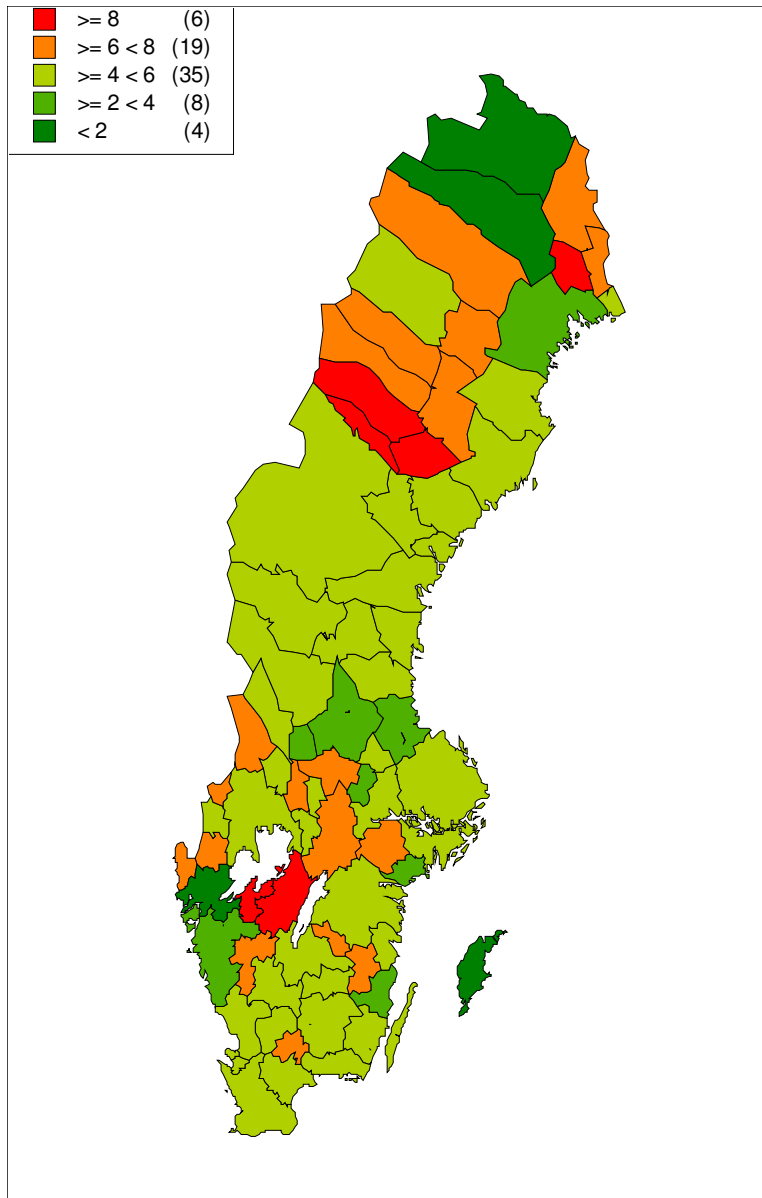 >= 8 (6)
>= 6 < 8 (19)
>= 4 < 6 (35)
>= 2 < 4 (8)
< 2 (4)